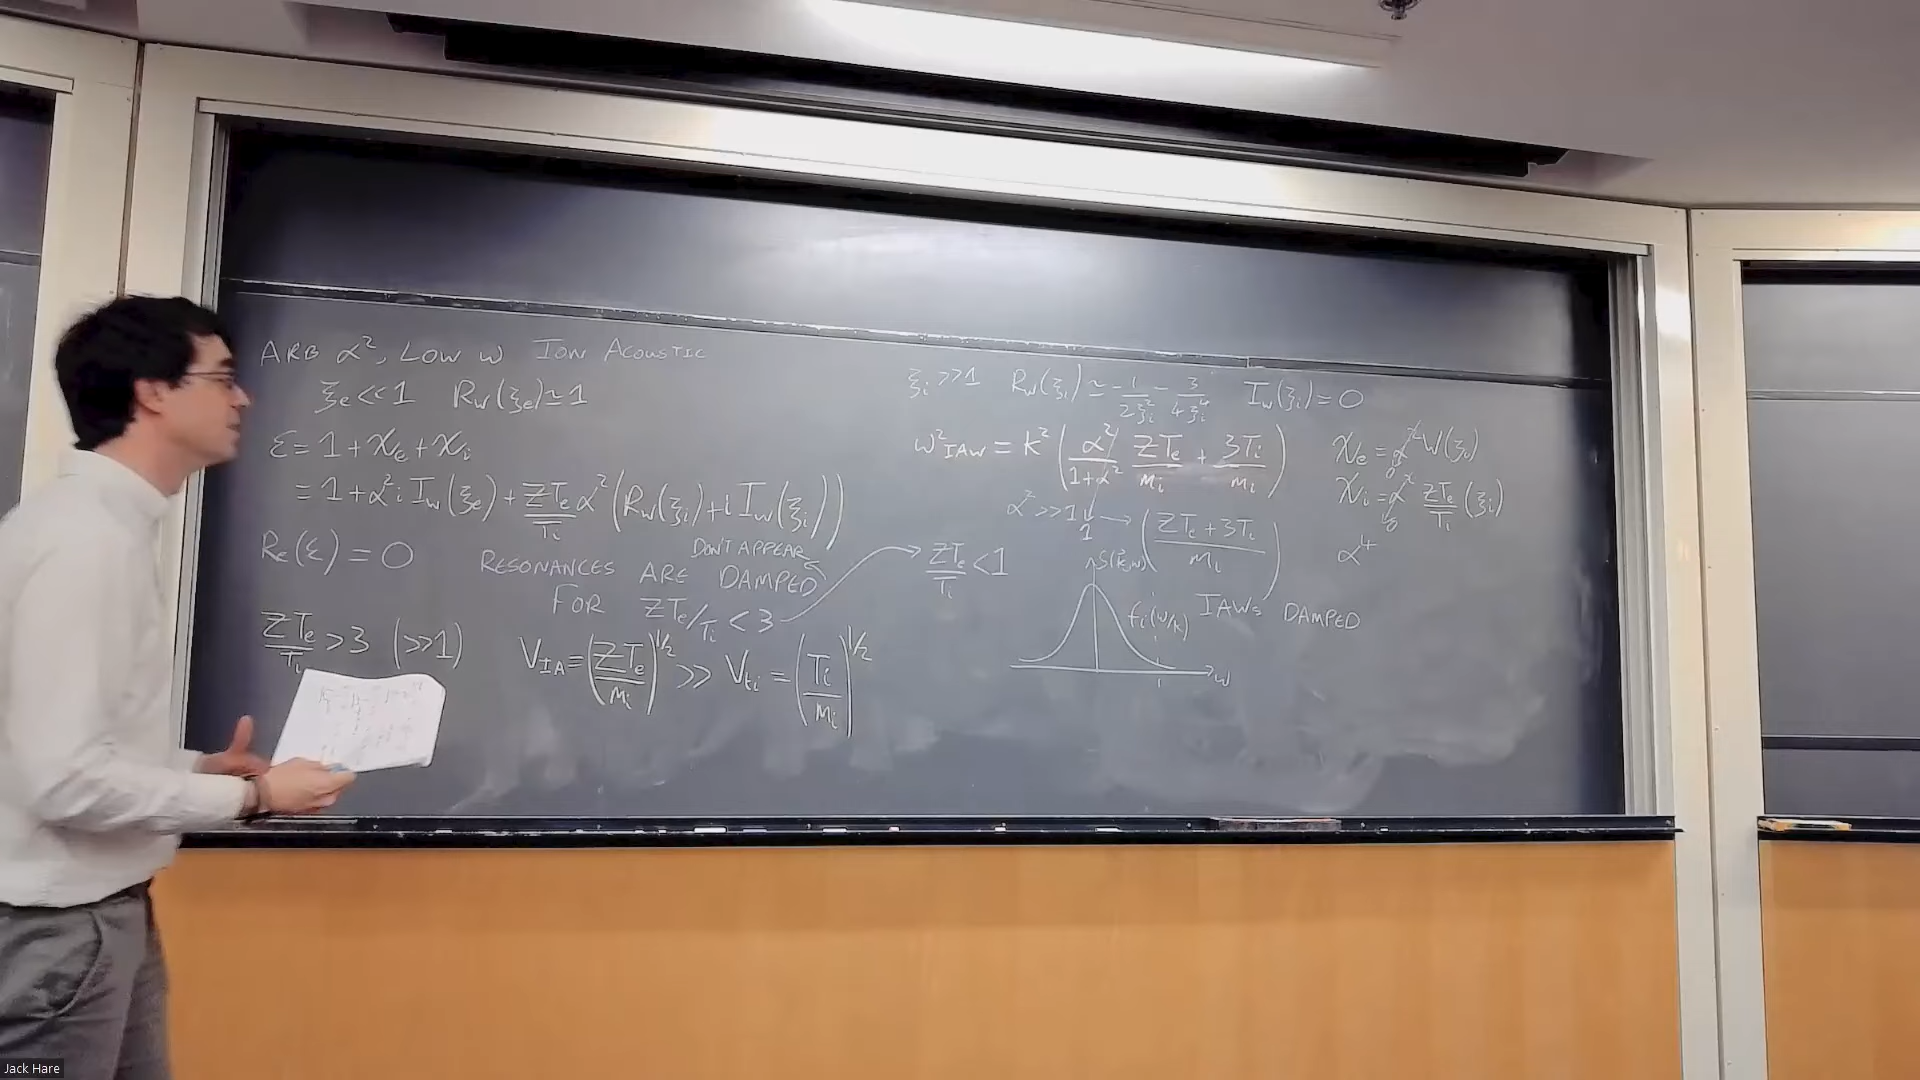 ARB α², LOW ω ION ACOUSTIC
ξe << 1 Rw(ξe) ≃ 1
ε = 1 + χe + χi
= 1 + α² i Iw(ξe) + ZTe/Ti α² (Rw(ξi) + i Iw(ξi))
Re(ε) = 0
RESONANCES ARE DAMPED
DON'T APPEAR
FOR ZTe/Ti < 3
ZTe/Ti > 3 (>>1)
V_IA ≡ (ZTe/mi)^1/2 >> Vti = (Ti/mi)^1/2
ξi >> 1 Rw(ξi) ≃ -1/2ξi² - 3/4ξi⁴ Iw(ξi) = 0
ω²IAW = k² (α²/1+α² ZTe/mi + 3Ti/mi)
α² >> 1 1 → (ZTe + 3Ti/mi)
ZTe/Ti < 1
S(k,ω)
fi(ω/k)
IAWs DAMPED
ω
χe = α² W(ξe)
0
χi = α² ZTe/Ti (ξi)
0
α⁴
Jack Hare